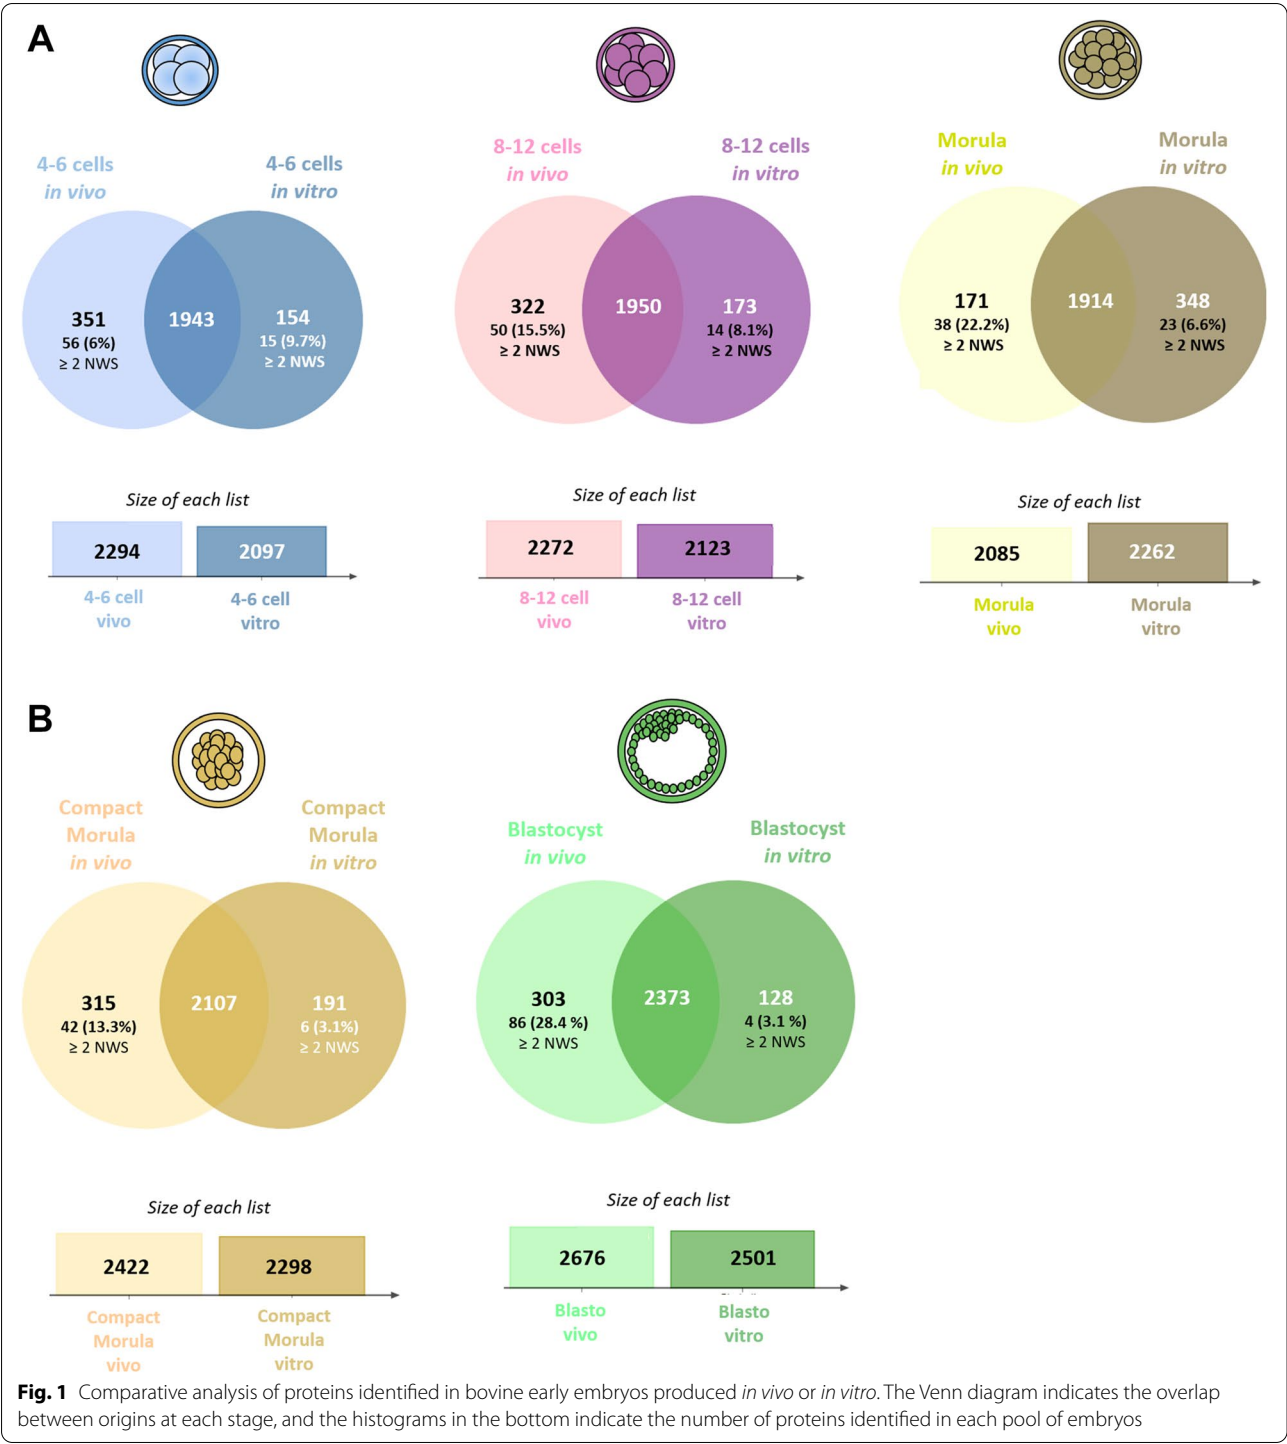 A
4-6 cells
in vivo
4-6 cells
in vitro
351
56 (6%)
≥ 2 NWS
1943
154
15 (9.7%)
≥ 2 NWS
8-12 cells
in vivo
8-12 cells
in vitro
322
50 (15.5%)
≥ 2 NWS
1950
173
14 (8.1%)
≥ 2 NWS
Morula
in vivo
Morula
in vitro
171
38 (22.2%)
≥ 2 NWS
1914
348
23 (6.6%)
≥ 2 NWS
Size of each list
2294
2097
4-6 cell
vivo
4-6 cell
vitro
Size of each list
2272
2123
8-12 cell
vivo
8-12 cell
vitro
Size of each list
2085
2262
Morula
vivo
Morula
vitro
B
Compact
Morula
in vivo
Compact
Morula
in vitro
315
42 (13.3%)
≥ 2 NWS
2107
191
6 (3.1%)
≥ 2 NWS
Blastocyst
in vivo
Blastocyst
in vitro
303
86 (28.4 %)
≥ 2 NWS
2373
128
4 (3.1 %)
≥ 2 NWS
Size of each list
2422
2298
Compact
Morula
vivo
Compact
Morula
vitro
Size of each list
2676
2501
Blasto
vivo
Blasto
vitro
Fig. 1 Comparative analysis of proteins identified in bovine early embryos produced in vivo or in vitro. The Venn diagram indicates the overlap
between origins at each stage, and the histograms in the bottom indicate the number of proteins identified in each pool of embryos